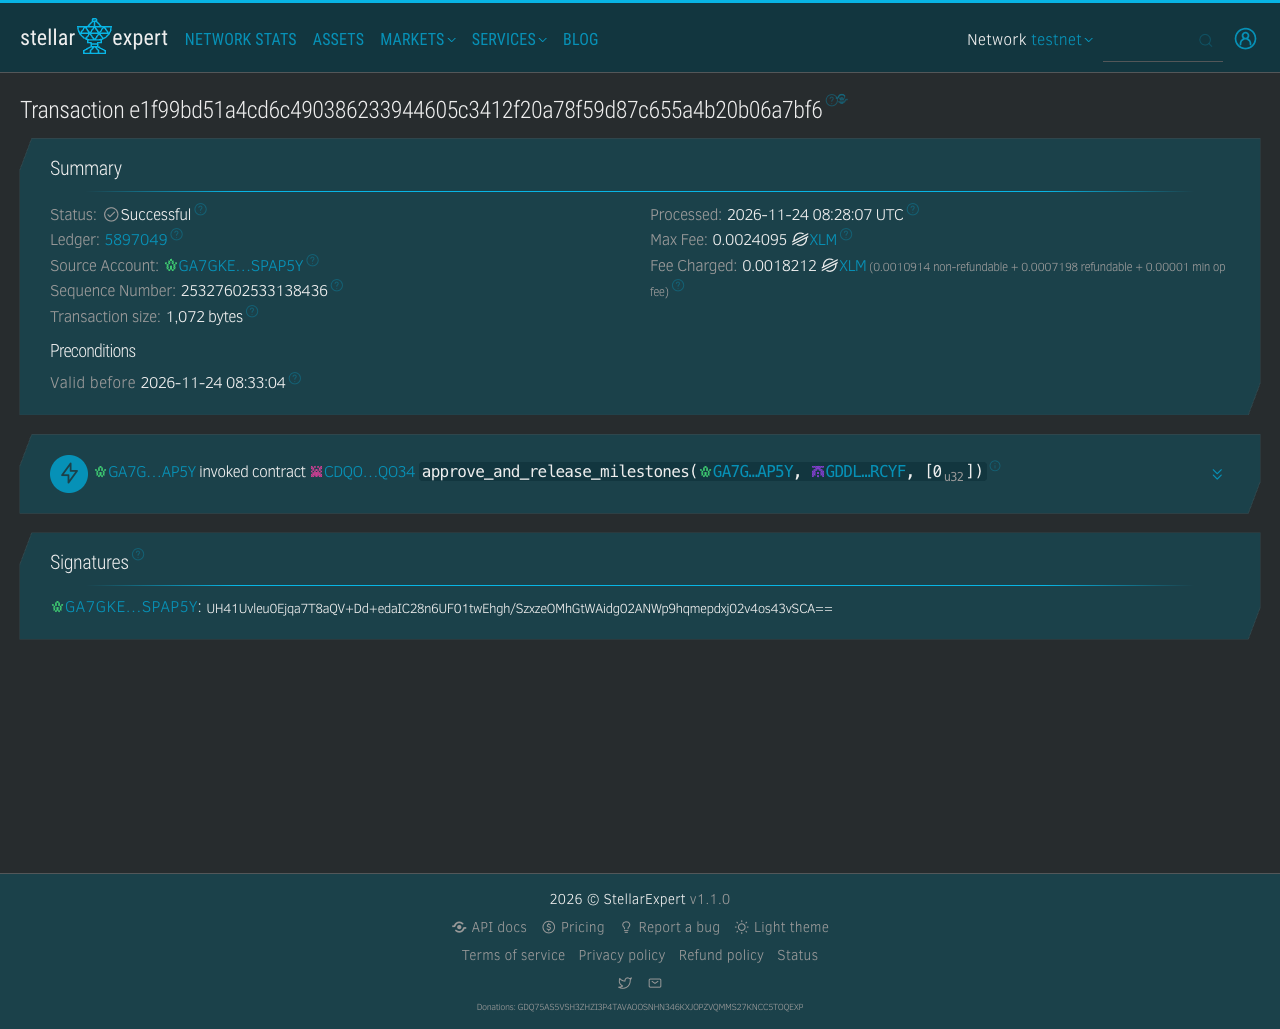 stellar expert NETWORK STATS ASSETS MARKETS SERVICES BLOG Network testnet
Transaction e1f99bd51a4cd6c490386233944605c3412f20a78f59d87c655a4b20b06a7bf6
Summary
Status: Successful
Ledger: 5897049
Source Account: GA7GKE…SPAP5Y
Sequence Number: 25327602533138436
Transaction size: 1,072 bytes
Processed: 2026-11-24 08:28:07 UTC
Max Fee: 0.0024095 XLM
Fee Charged: 0.0018212 XLM (0.0010914 non-refundable + 0.0007198 refundable + 0.00001 min op
fee)
Preconditions
Valid before 2026-11-24 08:33:04
GA7G…AP5Y invoked contract CDQO…QO34 approve_and_release_milestones(GA7G…AP5Y, GDDL…RCYF, [0u32])
Signatures
GA7GKE…SPAP5Y: UH41Uvleu0Ejqa7T8aQV+Dd+edaIC28n6UFO1twEhgh/SzxzeOMhGtWAidgO2ANWp9hqmepdxj02v4os43vSCA==
2026 © StellarExpert v1.1.0
API docs Pricing Report a bug Light theme
Terms of service Privacy policy Refund policy Status
Donations: GDQ75AS5VSH3ZHZI3P4TAVAOOSNHN346KXJOPZVQMMS27KNCC5TOQEXP